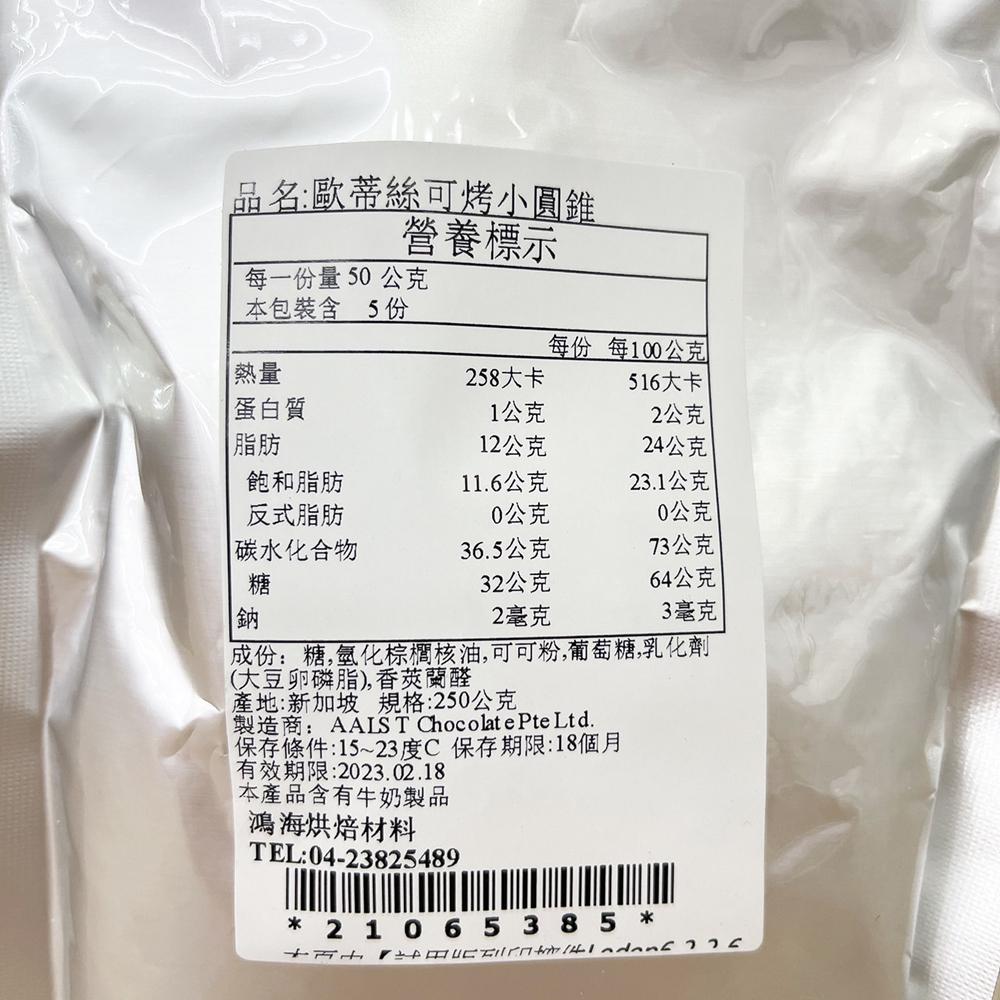 品名:歐蒂絲可烤小圓錐
營養標示
每一份量 50 公克
本包裝含 5份
每份 每100公克
熱量 258大卡 516大卡
蛋白質 1公克 2公克
脂肪 12公克 24公克
飽和脂肪 11.6公克 23.1公克
反式脂肪 0公克 0公克
碳水化合物 36.5公克 73公克
糖 32公克 64公克
鈉 2毫克 3毫克
成份: 糖,氫化棕櫚核油,可可粉,葡萄糖,乳化劑
(大豆卵磷脂),香莢蘭醛
產地:新加坡 規格:250公克
製造商: AALST Chocolate Pte Ltd.
保存條件:15~23度C 保存期限:18個月
有效期限:2023.02.18
本產品含有牛奶製品
鴻海烘焙材料
TEL:04-23825489
*21065385*